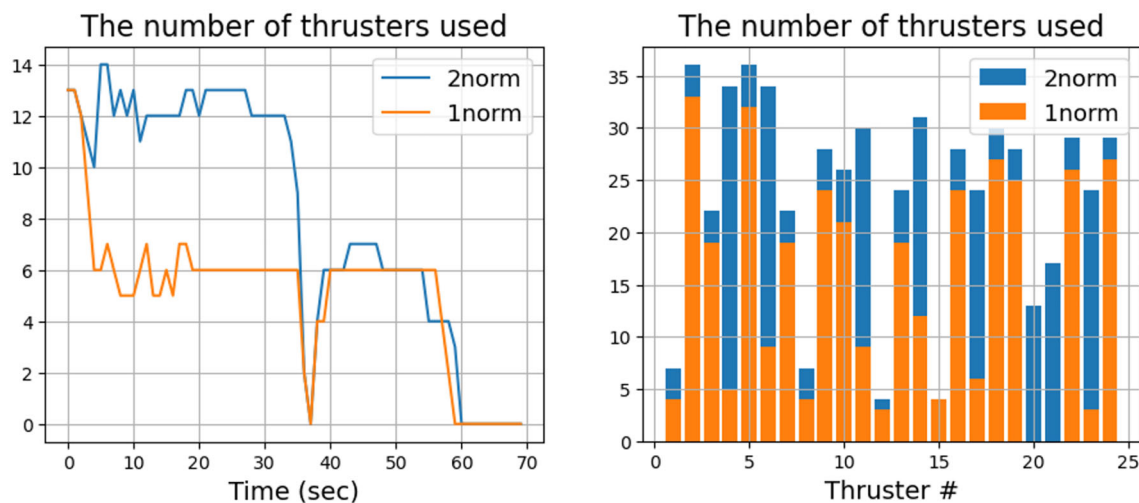 The number of thrusters used
14
12
10
8
6
4
2
0
2norm
1norm
0 10 20 30 40 50 60 70
Time (sec)
The number of thrusters used
35
30
25
20
15
10
5
0
2norm
1norm
0 5 10 15 20 25
Thruster #